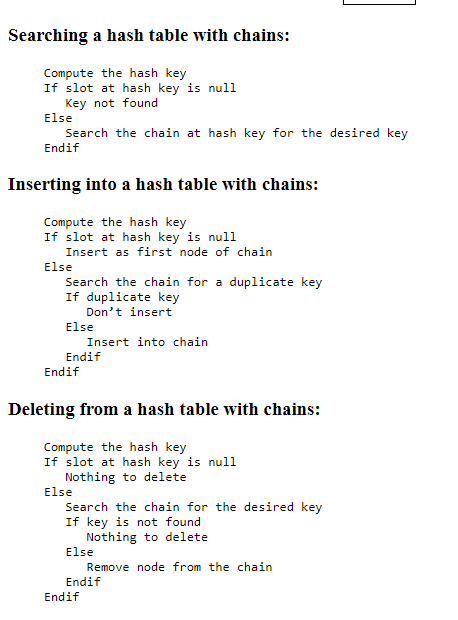 Searching a hash table with chains:
Compute the hash key
If slot at hash key is null
Key not found
Else
Search the chain at hash key for the desired key
Endif
Inserting into a hash table with chains:
Compute the hash key
If slot at hash key is null
Insert as first node of chain
Else
Search the chain for a duplicate key
If duplicate key
Don’t insert
Else
Insert into chain
Endif
Endif
Deleting from a hash table with chains:
Compute the hash key
If slot at hash key is null
Nothing to delete
Else
Search the chain for the desired key
If key is not found
Nothing to delete
Else
Remove node from the chain
Endif
Endif